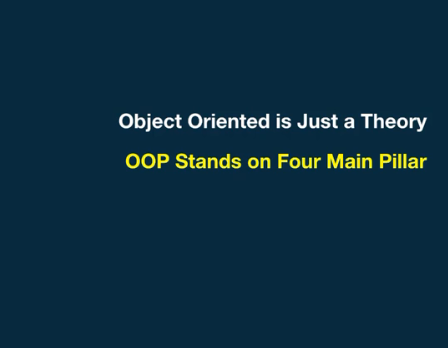 Object Oriented is Just a Theory
OOP Stands on Four Main Pillar